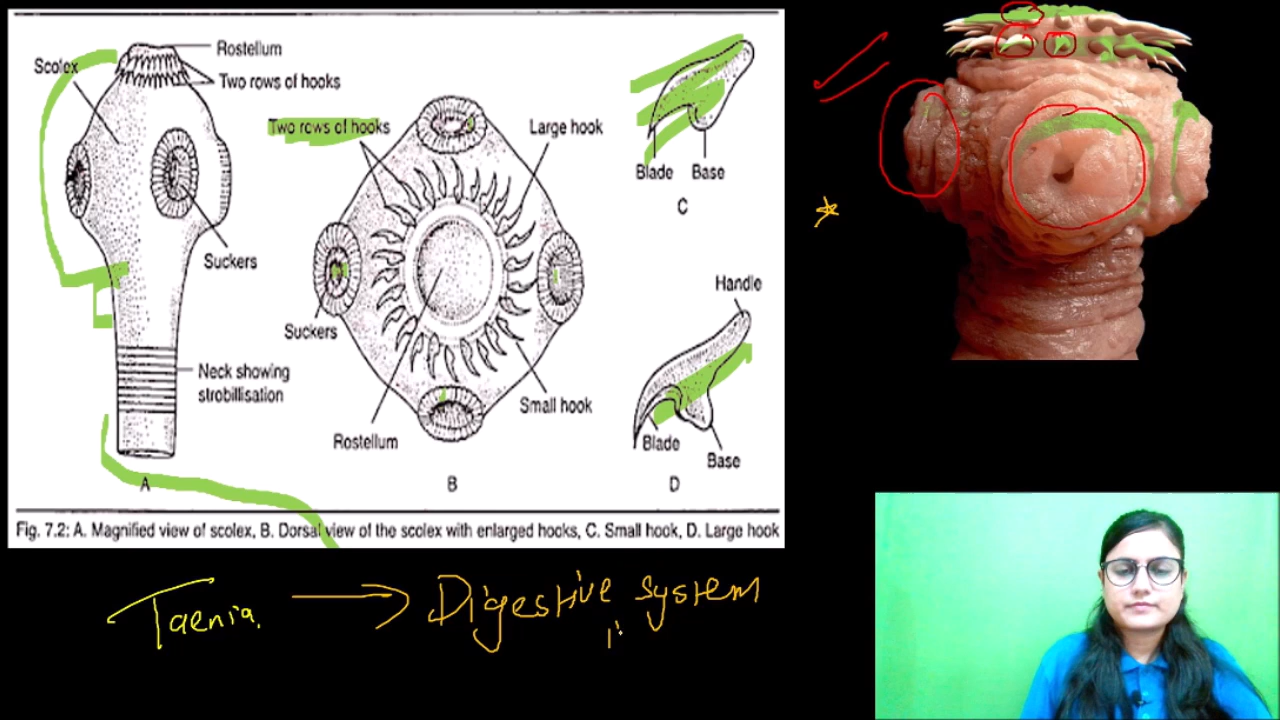 Rostellum
Scolex
Two rows of hooks
Two rows of hooks
Large hook
Blade Base
C
Suckers
Handle
Suckers
Neck showing
strobillisation
Small hook
Rostellum
Blade
Base
A B D
Fig. 7.2: A. Magnified view of scolex, B. Dorsal view of the scolex with enlarged hooks, C. Small hook, D. Large hook
Taenia. → Digestive system